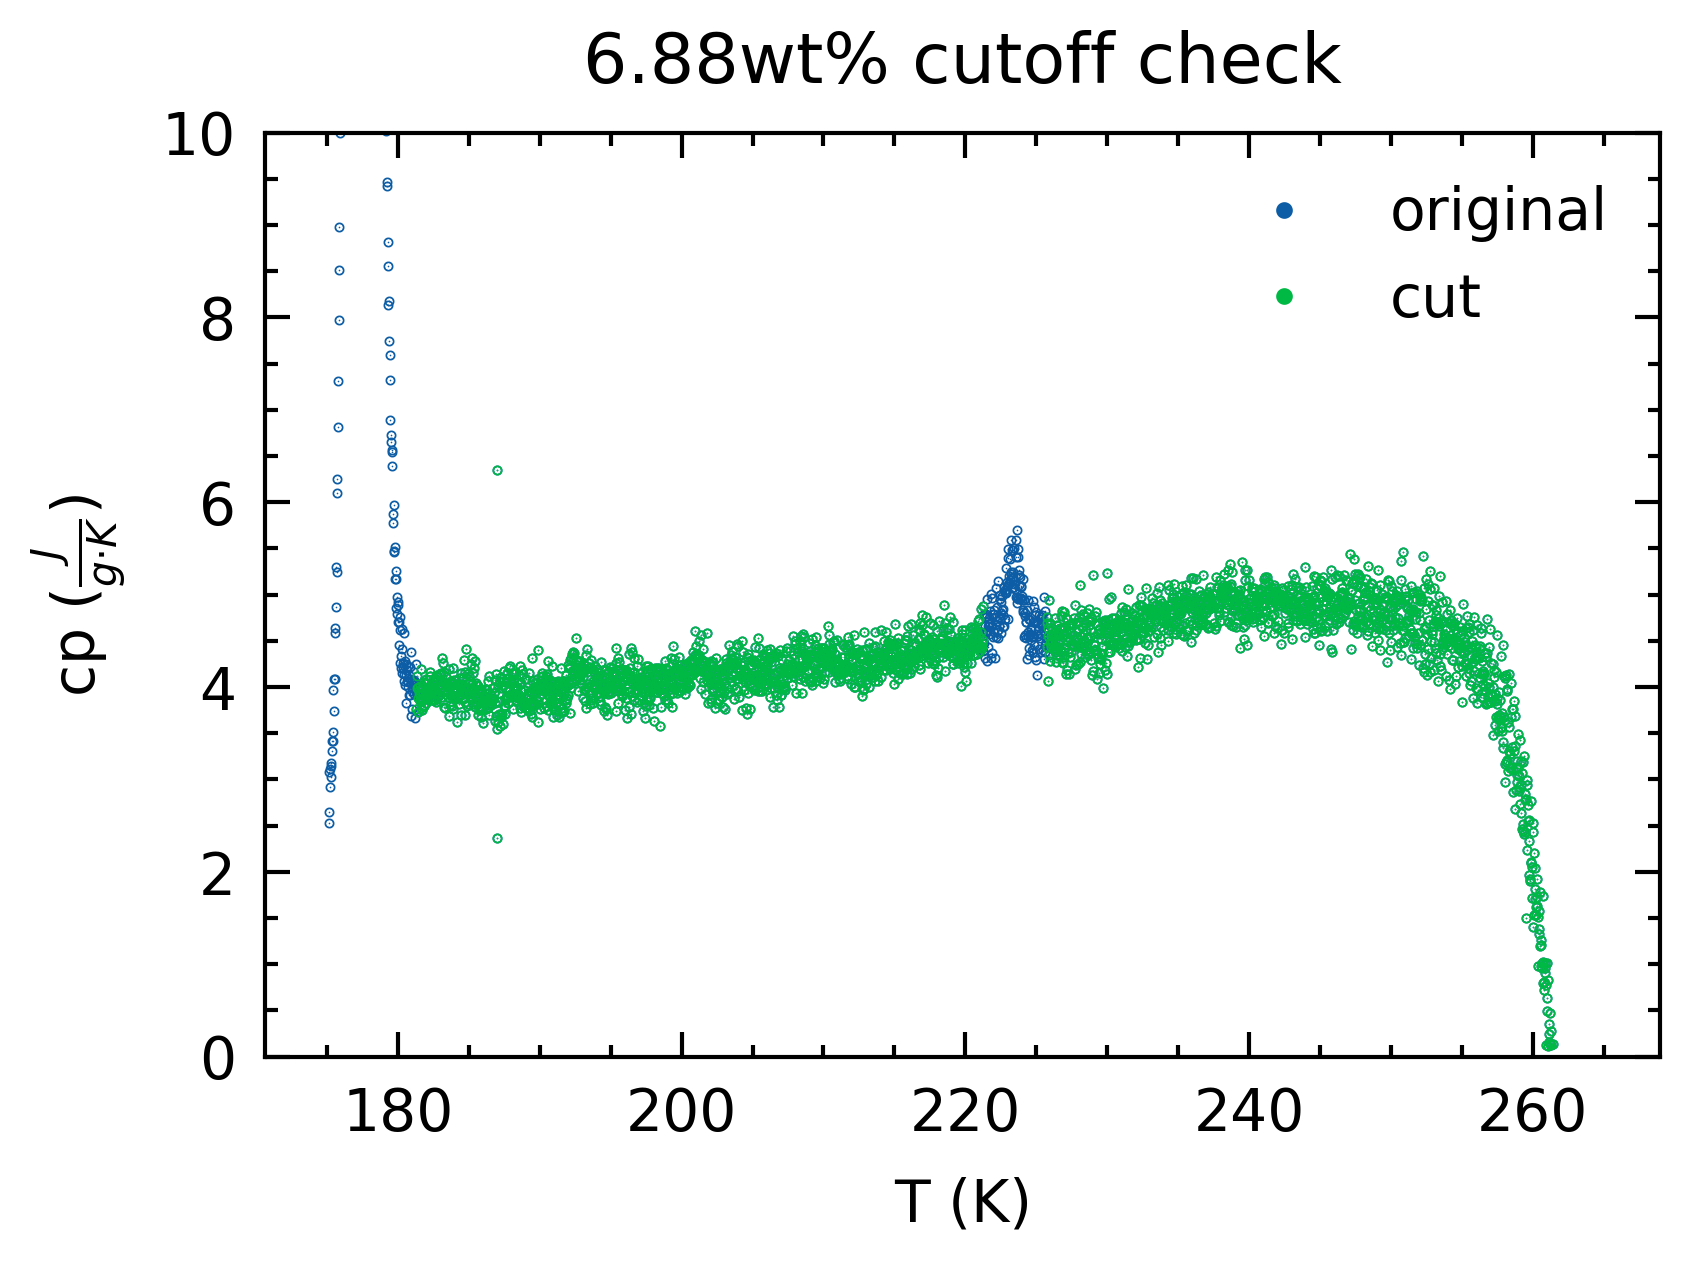 6.88wt% cutoff check
10
8
6
4
2
0
cp (J/g·K)
original
cut
180 200 220 240 260
T (K)